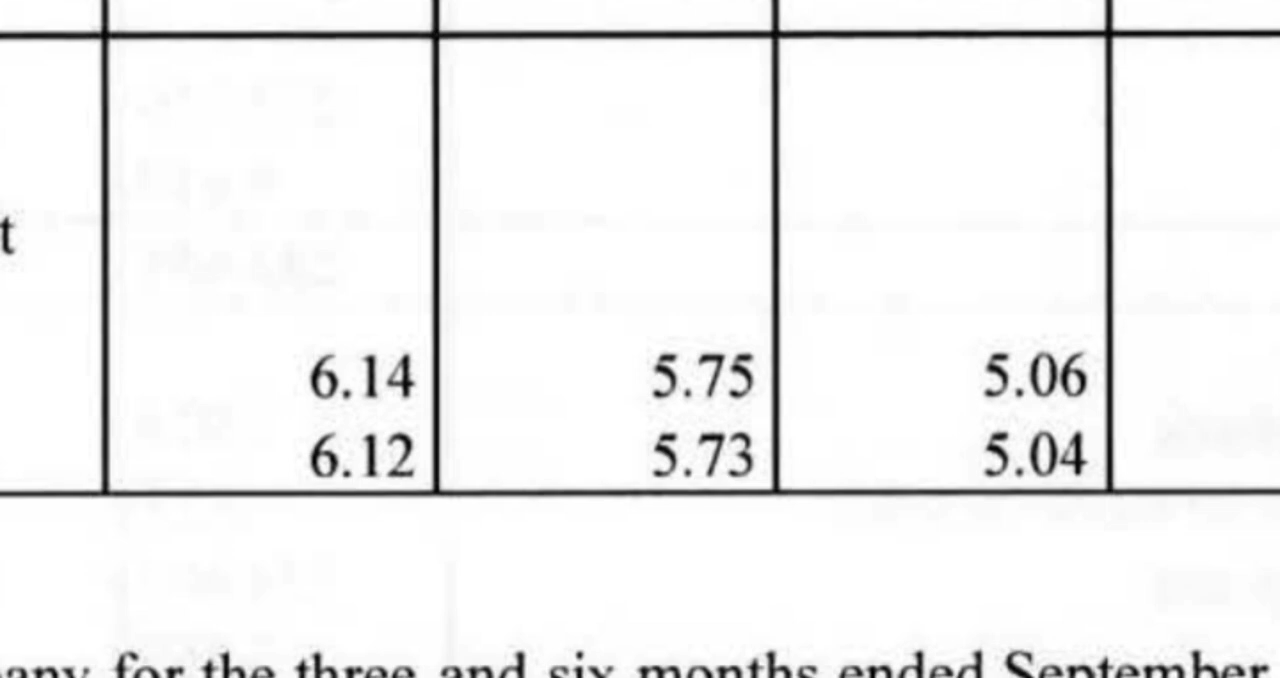 t
6.14 5.75 5.06
6.12 5.73 5.04
for the three and six months ended September